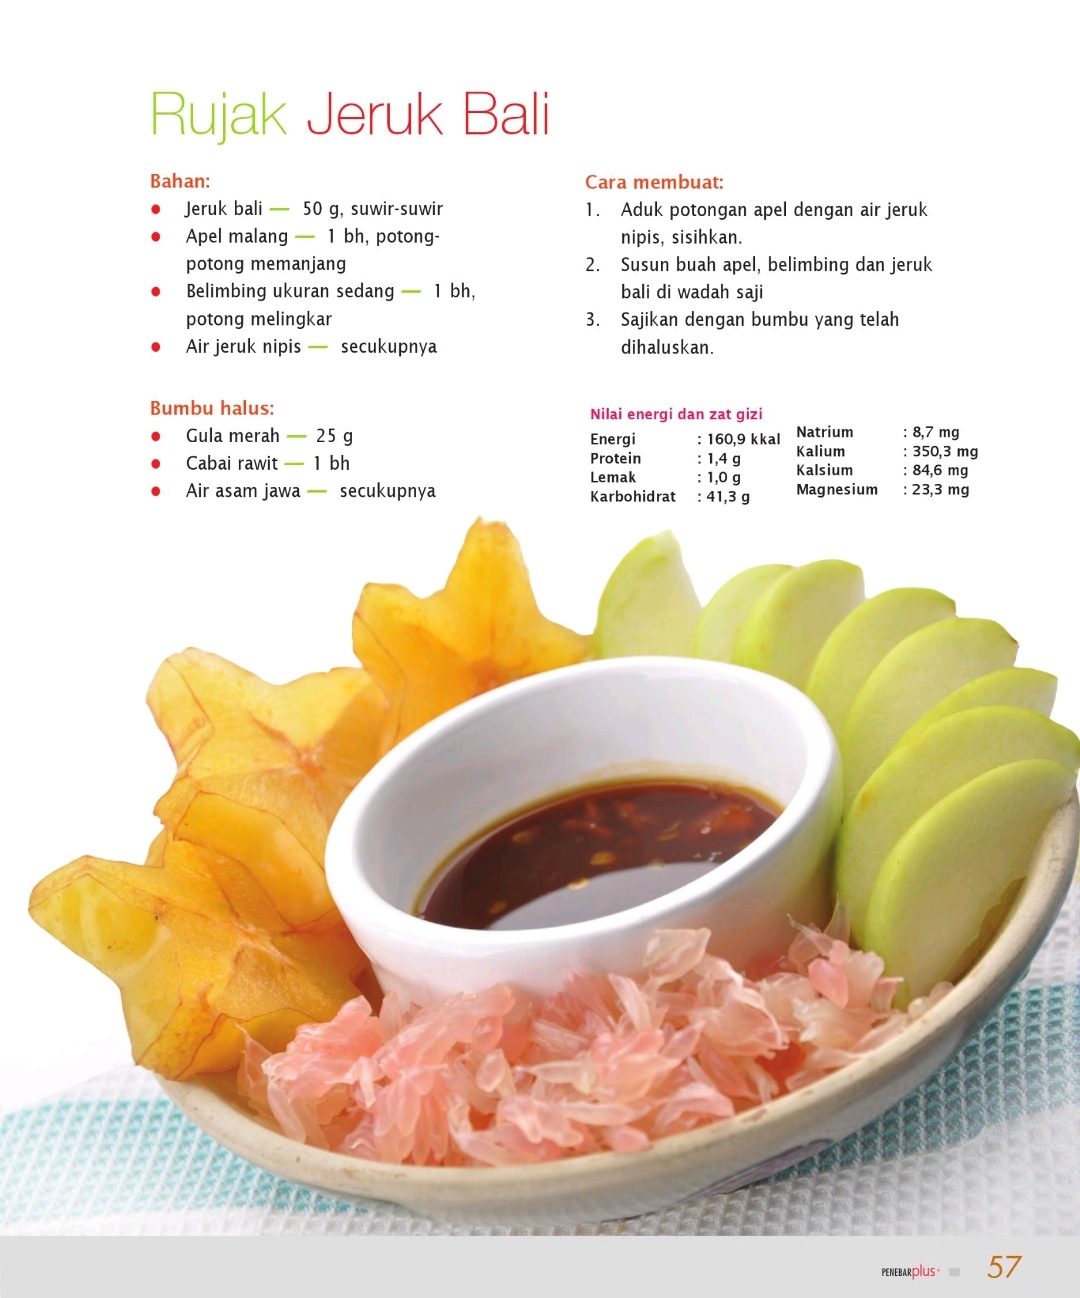 Rujak Jeruk Bali
Bahan:
● Jeruk bali — 50 g, suwir-suwir
● Apel malang — 1 bh, potong-
potong memanjang
● Belimbing ukuran sedang — 1 bh,
potong melingkar
● Air jeruk nipis — secukupnya
Bumbu halus:
● Gula merah — 25 g
● Cabai rawit — 1 bh
● Air asam jawa — secukupnya
Cara membuat:
1. Aduk potongan apel dengan air jeruk
nipis, sisihkan.
2. Susun buah apel, belimbing dan jeruk
bali di wadah saji
3. Sajikan dengan bumbu yang telah
dihaluskan.
Nilai energi dan zat gizi
Energi : 160,9 kkal
Protein : 1,4 g
Lemak : 1,0 g
Karbohidrat : 41,3 g
Natrium : 8,7 mg
Kalium : 350,3 mg
Kalsium : 84,6 mg
Magnesium : 23,3 mg
PENEBARplus+ 57